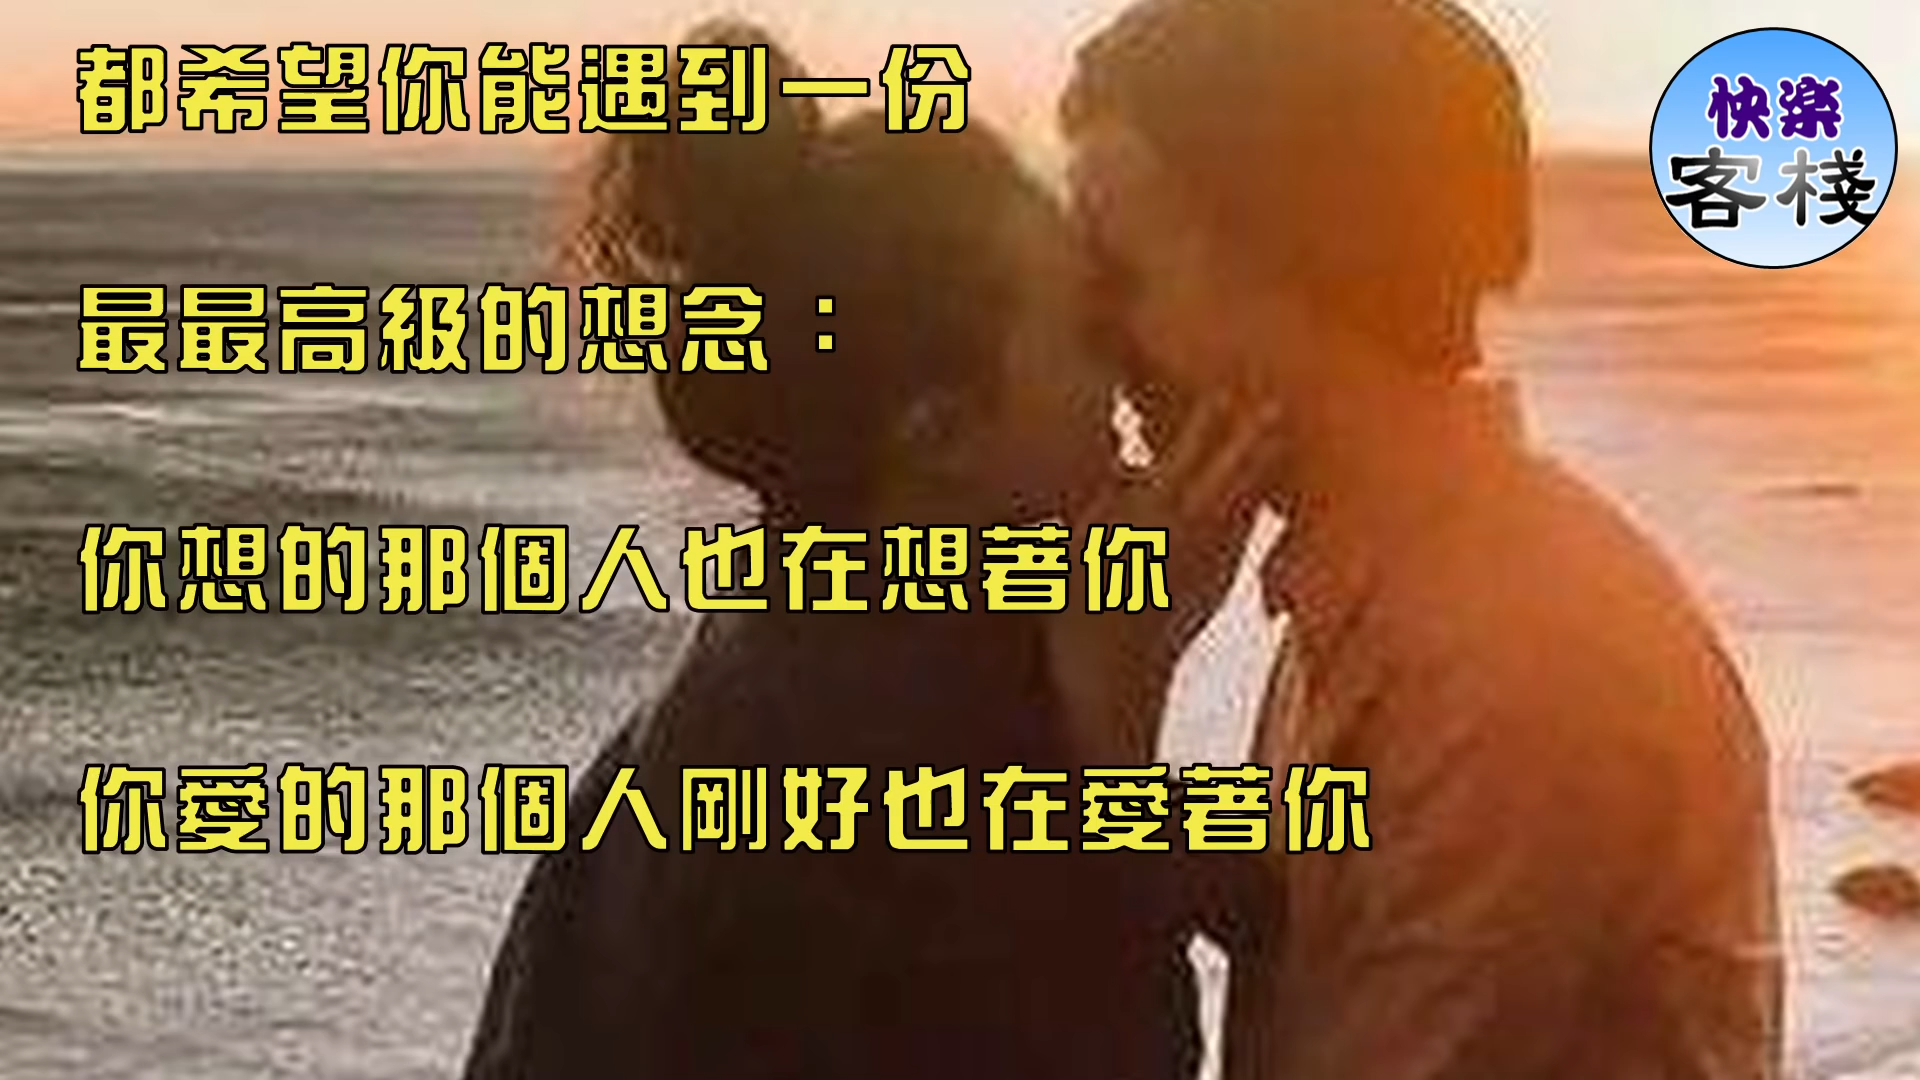 都希望你能遇到一份
最最高級的想念：
你想的那個人也在想著你
你愛的那個人剛好也在愛著你
快楽
客栈